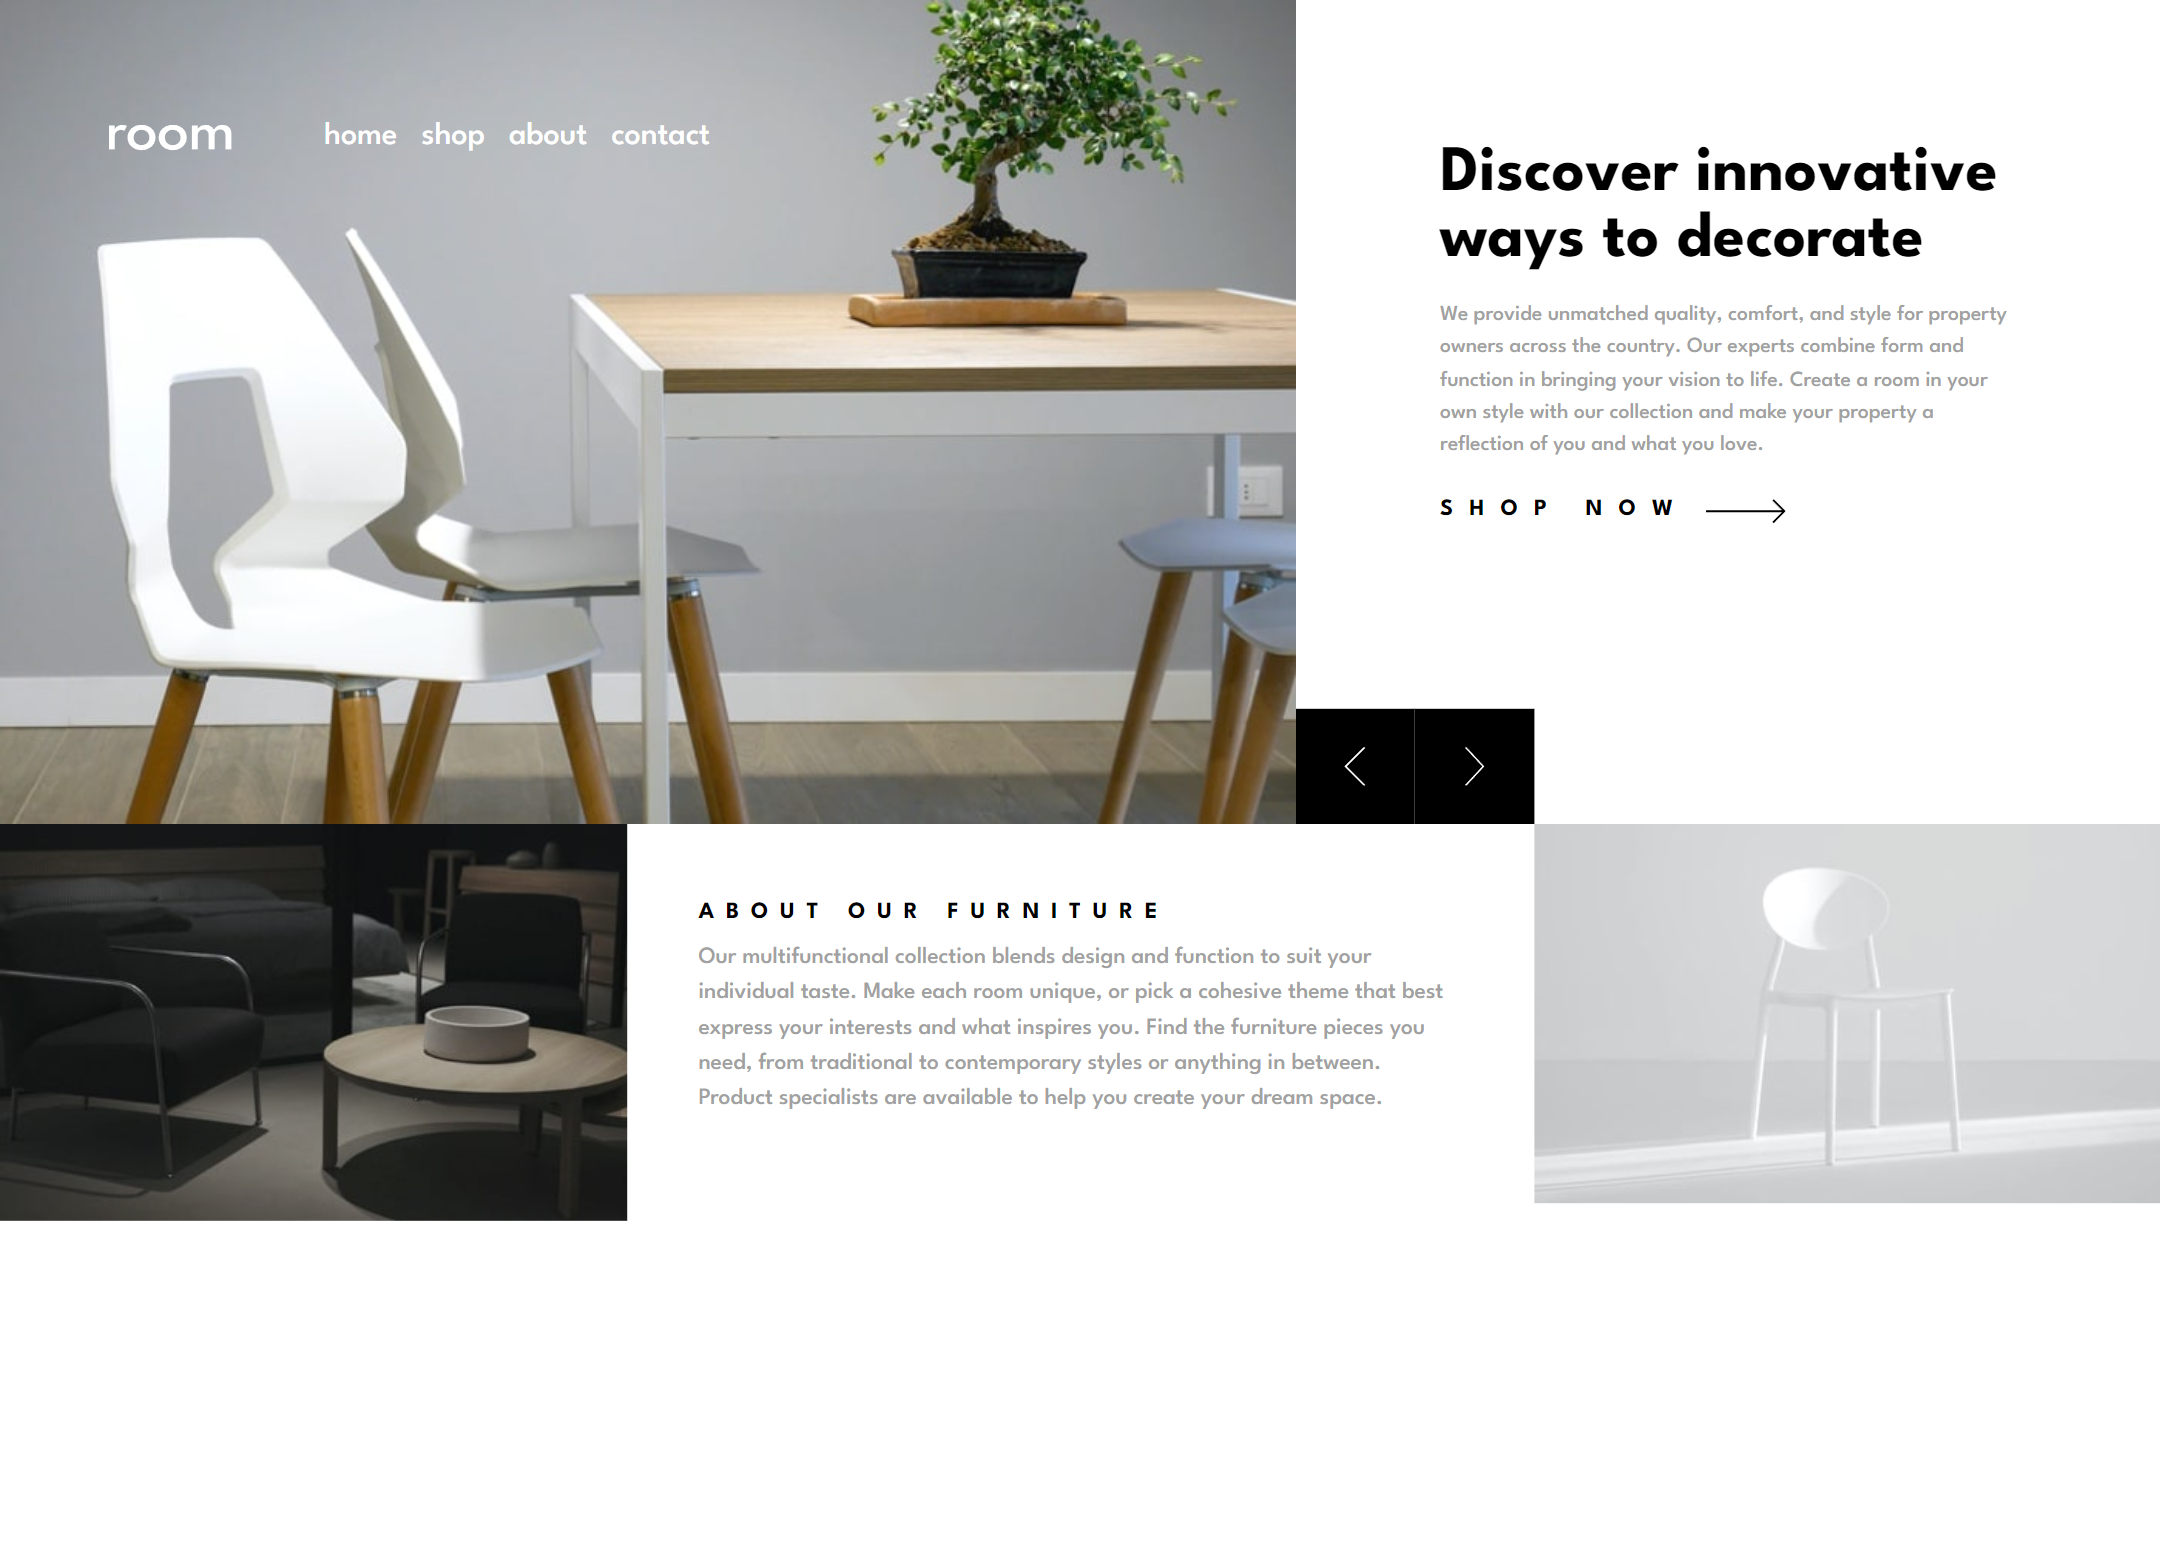 room
home shop about contact
Discover innovative
ways to decorate
We provide unmatched quality, comfort, and style for property
owners across the country. Our experts combine form and
function in bringing your vision to life. Create a room in your
own style with our collection and make your property a
reflection of you and what you love.
SHOP NOW
ABOUT OUR FURNITURE
Our multifunctional collection blends design and function to suit your
individual taste. Make each room unique, or pick a cohesive theme that best
express your interests and what inspires you. Find the furniture pieces you
need, from traditional to contemporary styles or anything in between.
Product specialists are available to help you create your dream space.